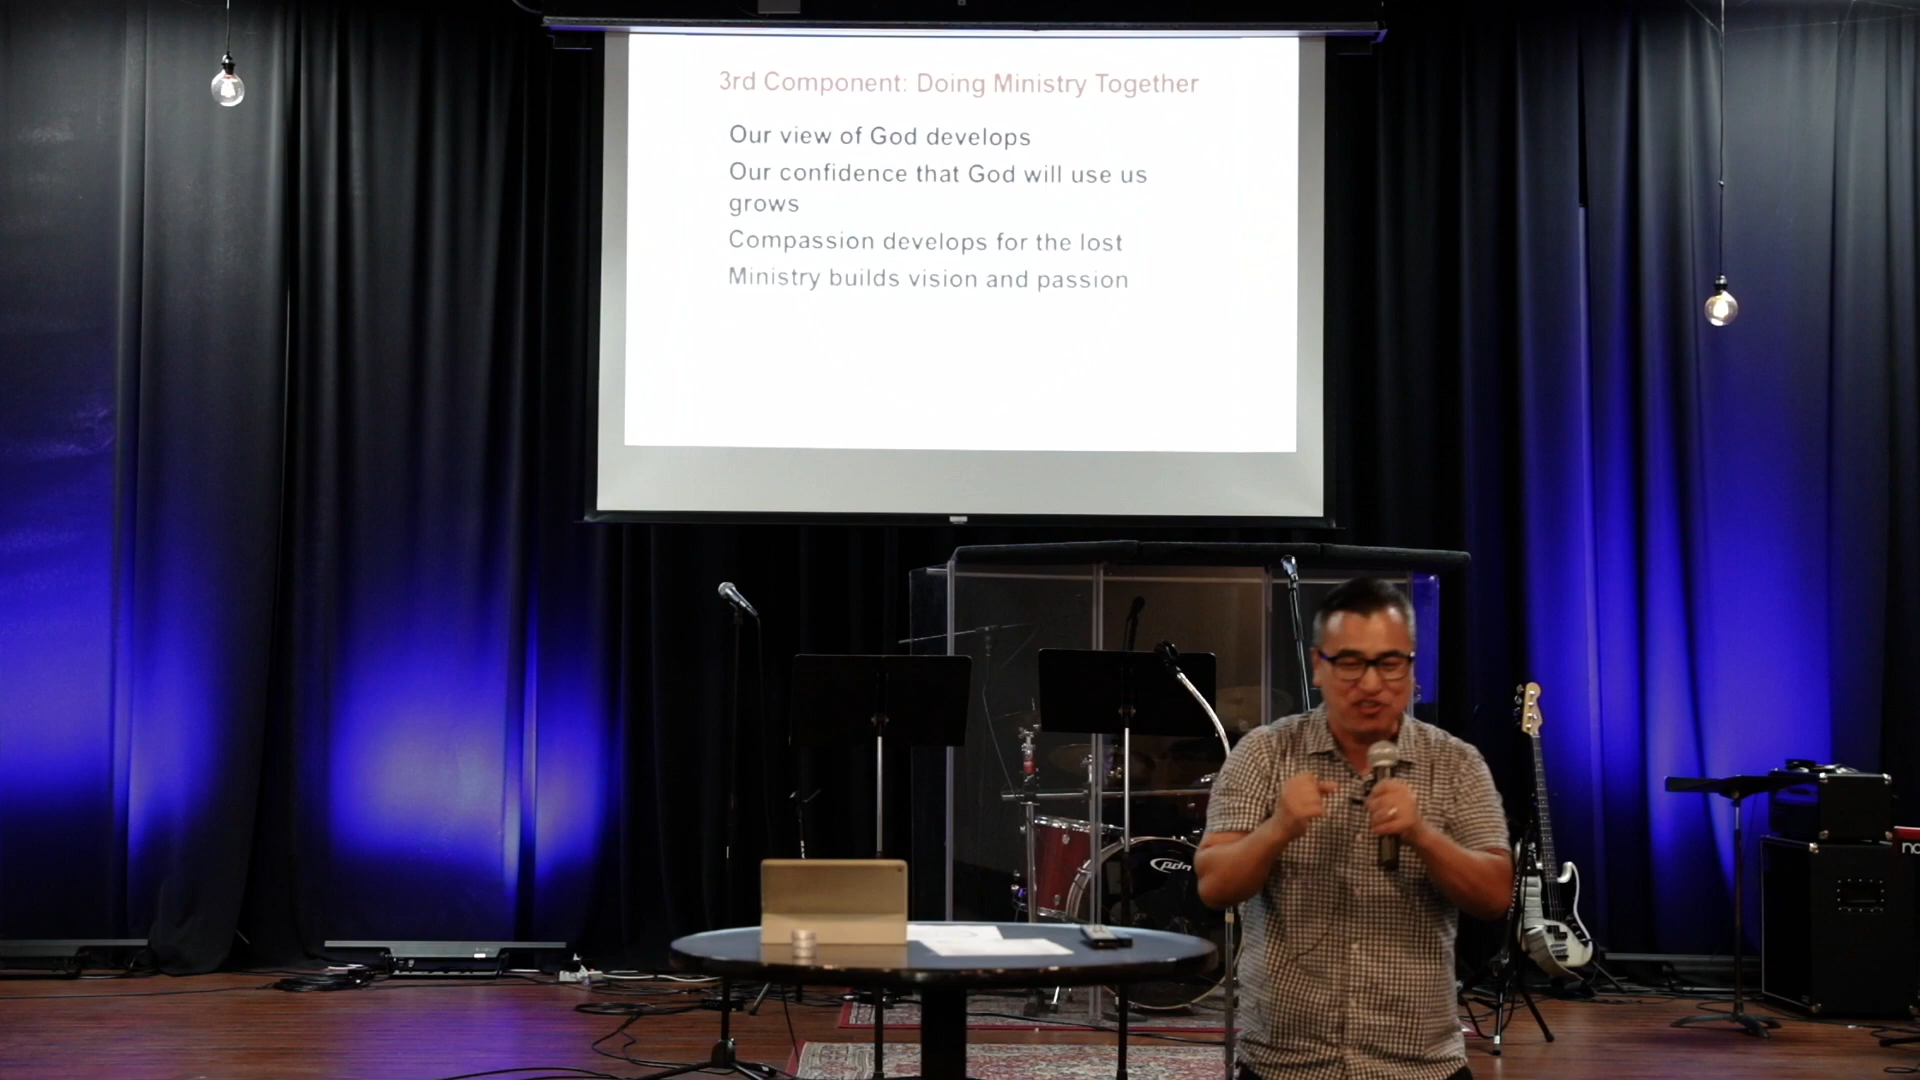 3rd Component: Doing Ministry Together
Our view of God develops
Our confidence that God will use us
grows
Compassion develops for the lost
Ministry builds vision and passion
pdp